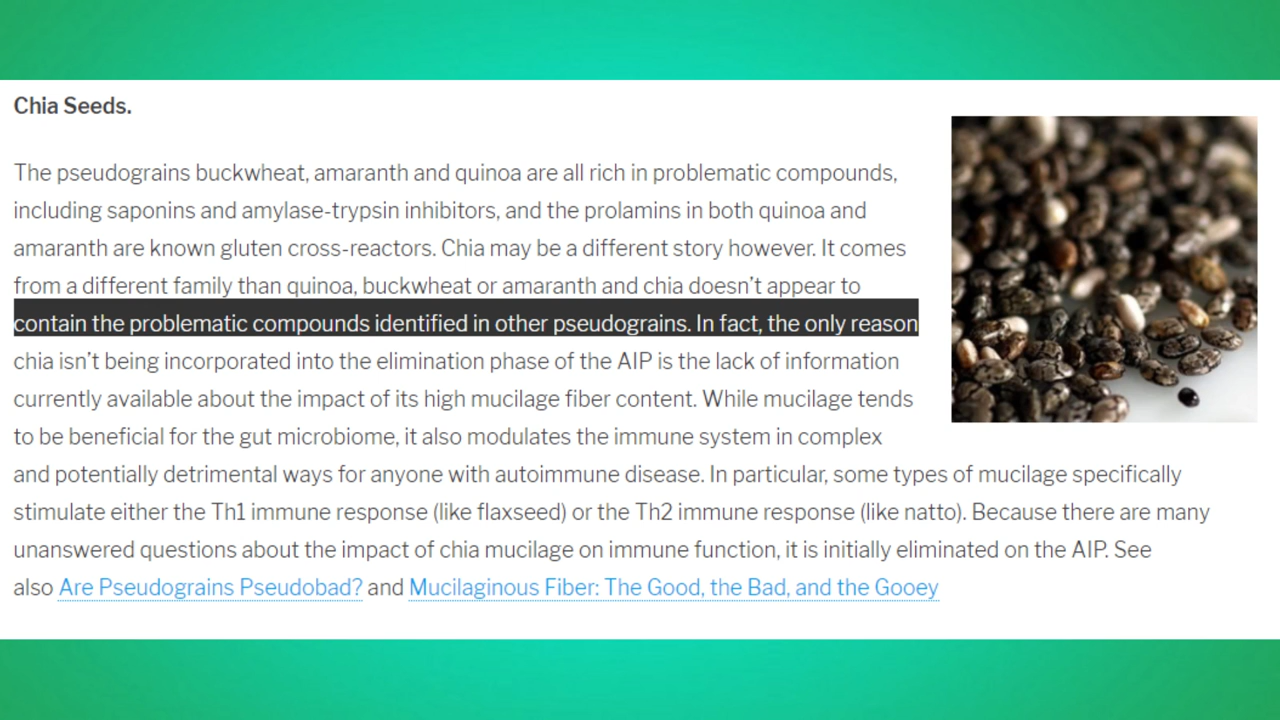 Chia Seeds.
The pseudograins buckwheat, amaranth and quinoa are all rich in problematic compounds,
including saponins and amylase-trypsin inhibitors, and the prolamins in both quinoa and
amaranth are known gluten cross-reactors. Chia may be a different story however. It comes
from a different family than quinoa, buckwheat or amaranth and chia doesn’t appear to
contain the problematic compounds identified in other pseudograins. In fact, the only reason
chia isn’t being incorporated into the elimination phase of the AIP is the lack of information
currently available about the impact of its high mucilage fiber content. While mucilage tends
to be beneficial for the gut microbiome, it also modulates the immune system in complex
and potentially detrimental ways for anyone with autoimmune disease. In particular, some types of mucilage specifically
stimulate either the Th1 immune response (like flaxseed) or the Th2 immune response (like natto). Because there are many
unanswered questions about the impact of chia mucilage on immune function, it is initially eliminated on the AIP. See
also Are Pseudograins Pseudobad? and Mucilaginous Fiber: The Good, the Bad, and the Gooey